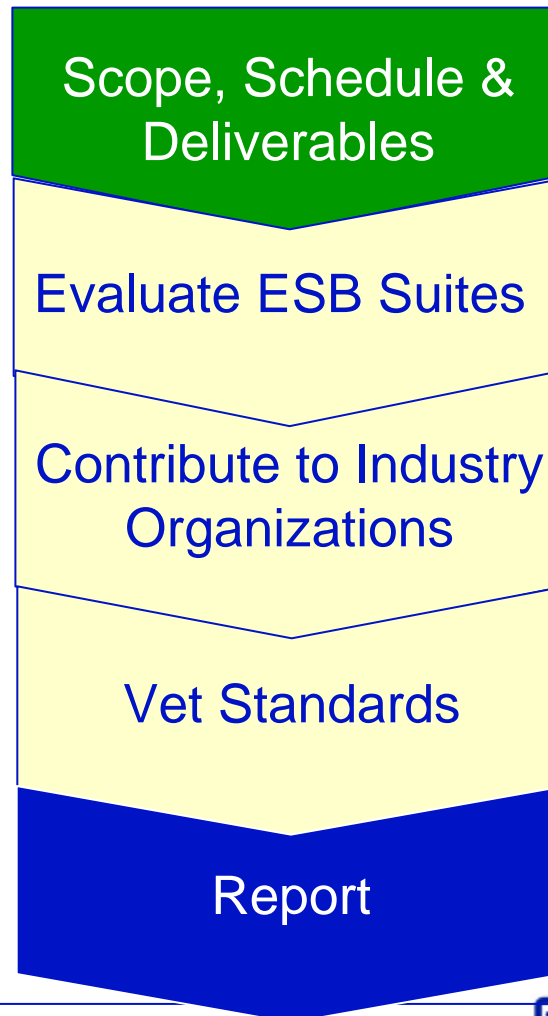 Scope, Schedule &
Deliverables
Evaluate ESB Suites
Contribute to Industry
Organizations
Vet Standards
Report